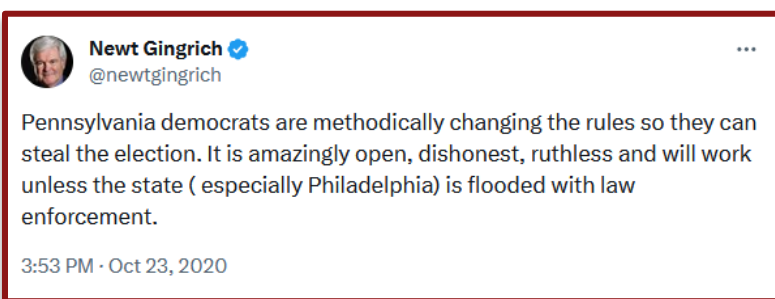 Newt Gingrich
@newtgingrich
Pennsylvania democrats are methodically changing the rules so they can
steal the election. It is amazingly open, dishonest, ruthless and will work
unless the state ( especially Philadelphia) is flooded with law
enforcement.
3:53 PM · Oct 23, 2020